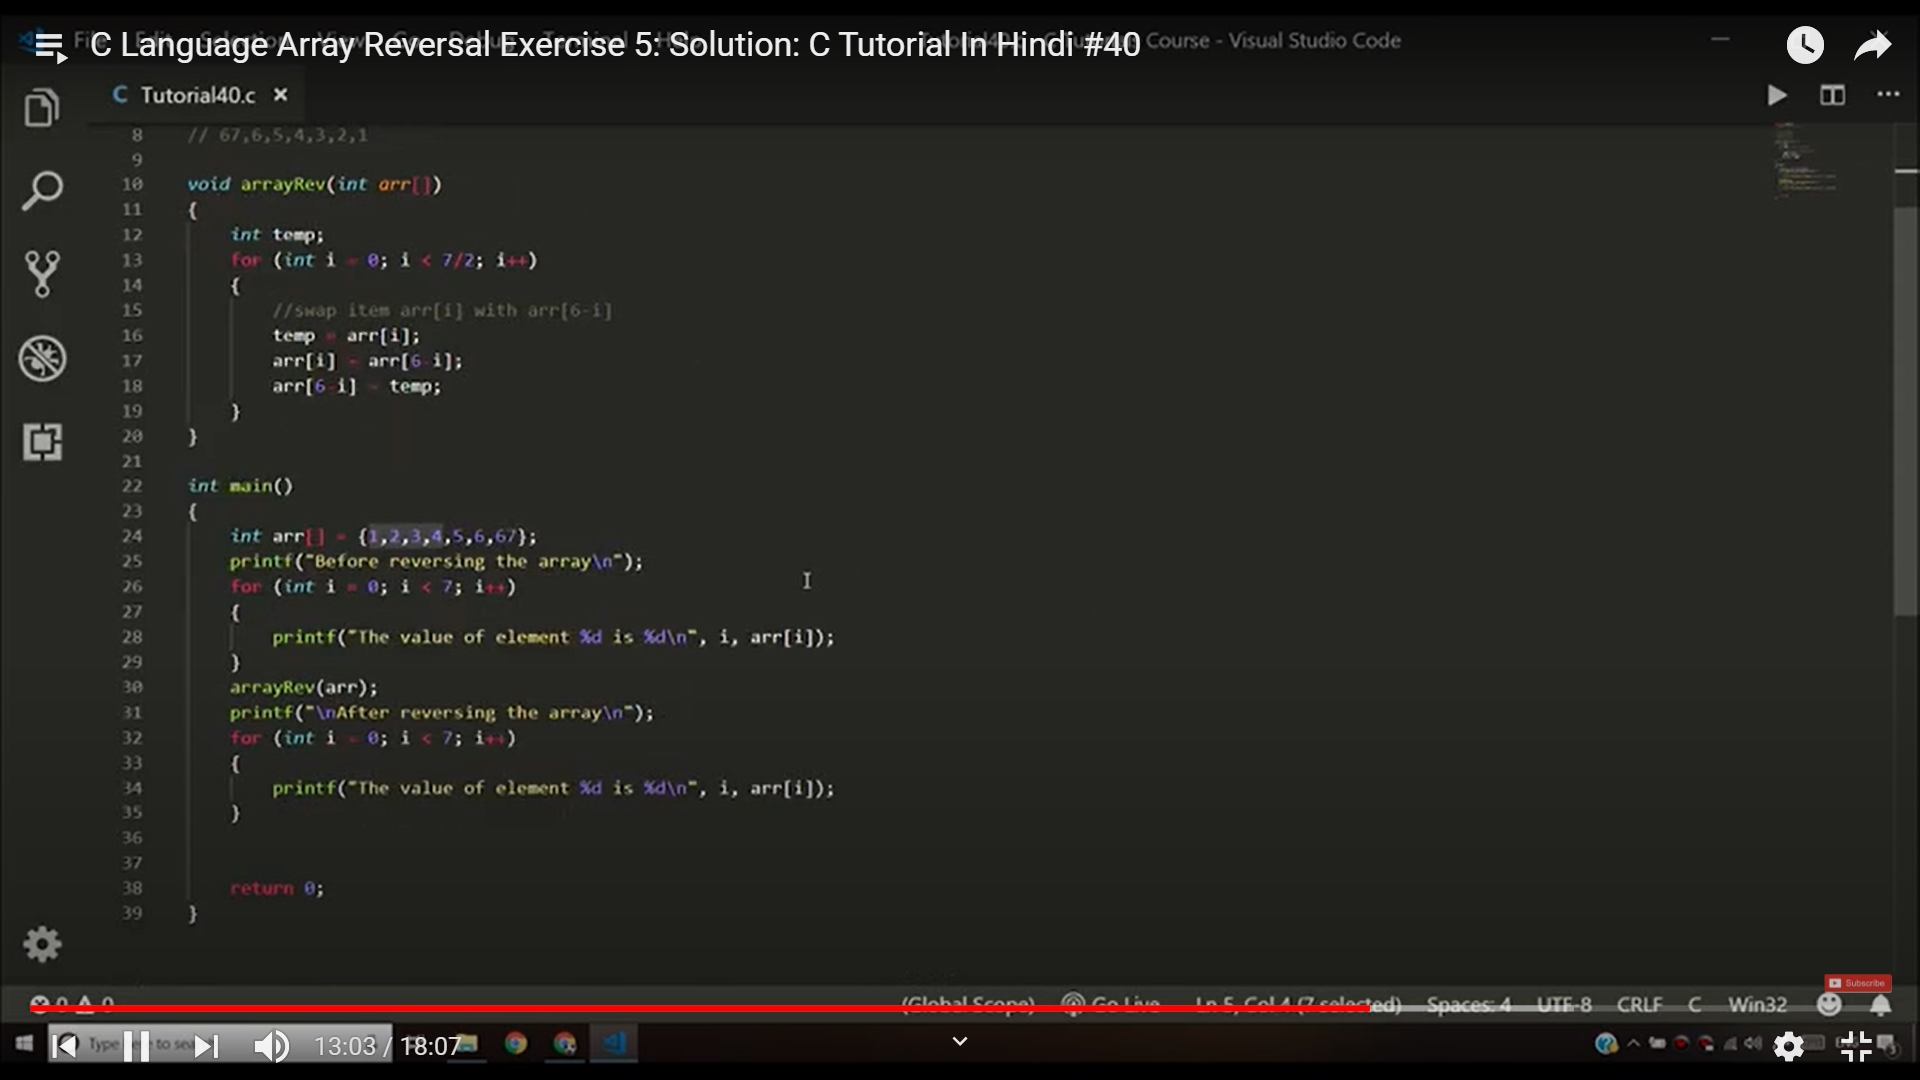 C Language Array Reversal Exercise 5: Solution: C Tutorial In Hindi #40
Course - Visual Studio Code
C Tutorial40.c ×
8 // 67,6,5,4,3,2,1
9
10 void arrayRev(int arr[])
11 {
12 int temp;
13 for (int i = 0; i < 7/2; i++)
14 {
15 //swap item arr[i] with arr[6-i]
16 temp = arr[i];
17 arr[i] = arr[6-i];
18 arr[6-i] = temp;
19 }
20 }
21
22 int main()
23 {
24 int arr[] = {1,2,3,4,5,6,67};
25 printf("Before reversing the array\n");
26 for (int i = 0; i < 7; i++)
27 {
28 printf("The value of element %d is %d\n", i, arr[i]);
29 }
30 arrayRev(arr);
31 printf("\nAfter reversing the array\n");
32 for (int i = 0; i < 7; i++)
33 {
34 printf("The value of element %d is %d\n", i, arr[i]);
35 }
36
37
38 return 0;
39 }
Subscribe
0 0 (Global Scope) Go Live Ln 5, Col 4 (7 selected) Spaces: 4 UTF-8 CRLF C Win32
Type to sea
13:03 / 18:07